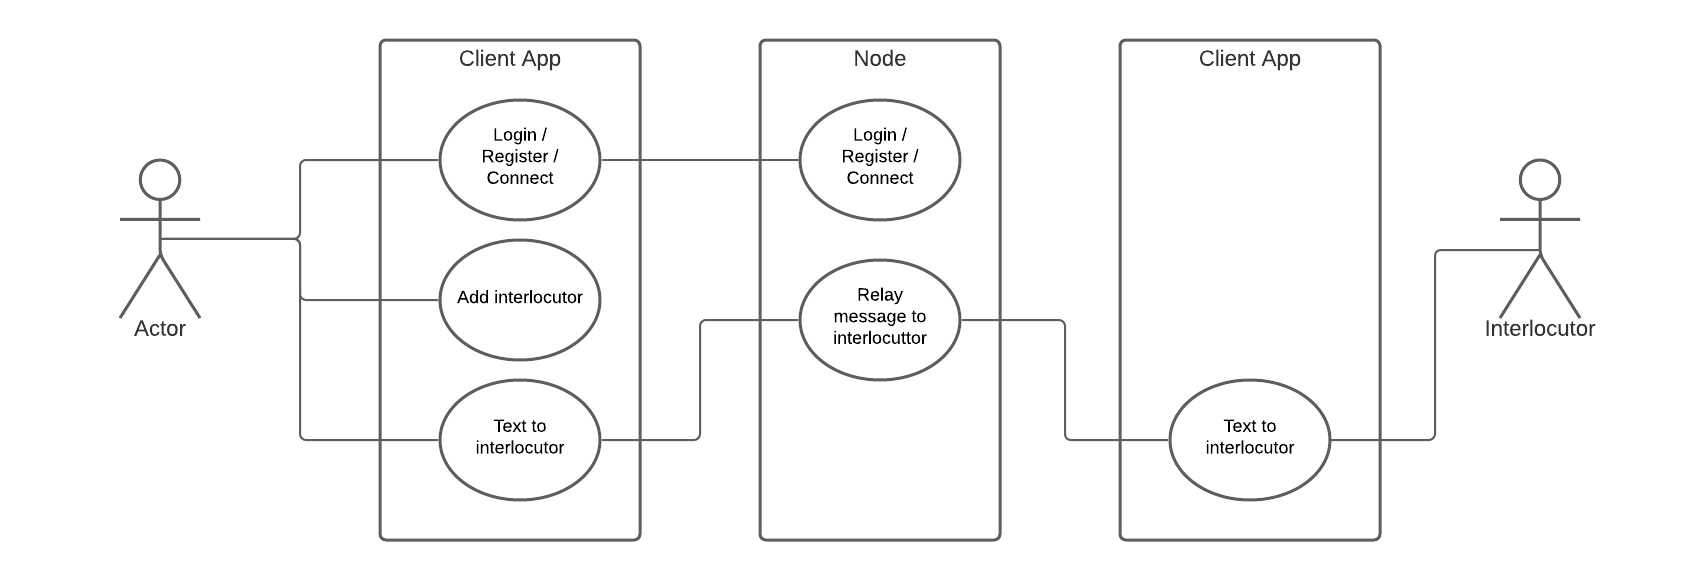 Client App
Login /
Register /
Connect
Add interlocutor
Text to
interlocutor
Node
Login /
Register /
Connect
Relay
message to
interlocuttor
Client App
Text to
interlocutor
Actor
Interlocutor